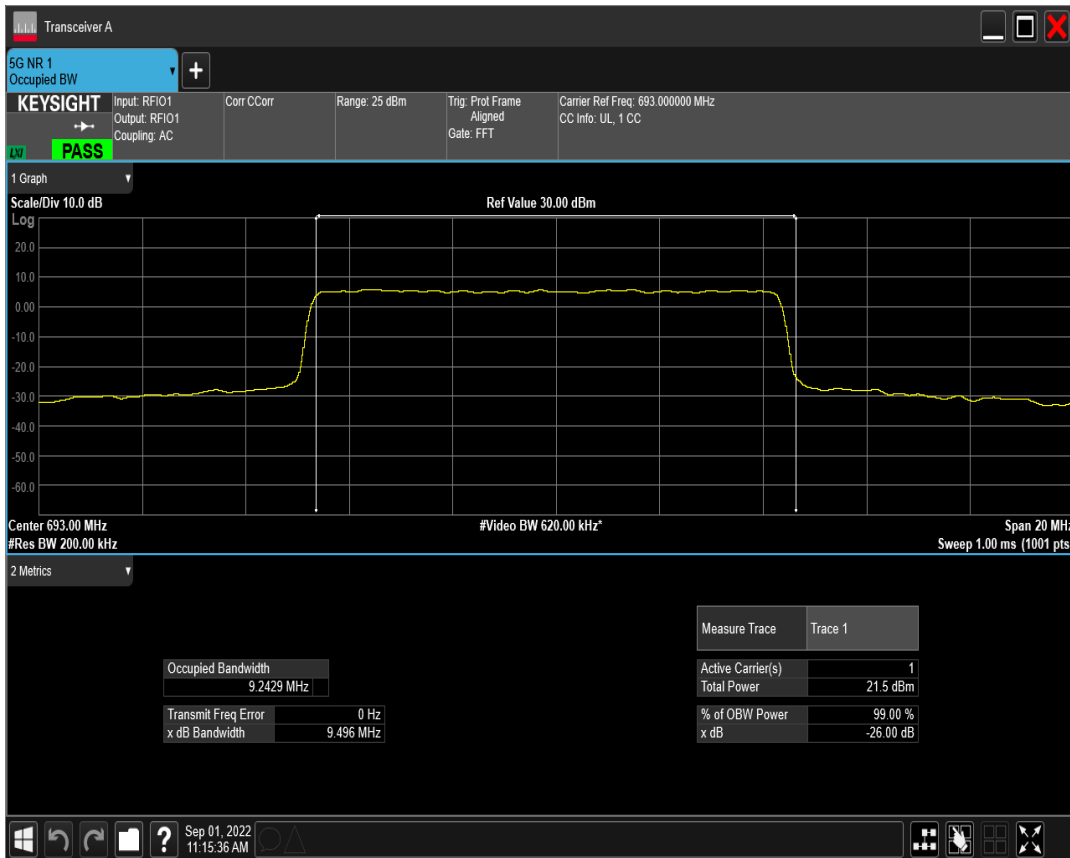 Transceiver A
5G NR 1
Occupied BW
+
KEYSIGHT
LXI
PASS
Input: RFIO1
Output: RFIO1
Coupling: AC
Corr CCorr
Range: 25 dBm
Trig: Prot Frame
Aligned
Gate: FFT
Carrier Ref Freq: 693.000000 MHz
CC Info: UL, 1 CC
1 Graph
Scale/Div 10.0 dB
Ref Value 30.00 dBm
Log
20.0
10.0
0.00
-10.0
-20.0
-30.0
-40.0
-50.0
-60.0
Center 693.00 MHz
#Video BW 620.00 kHz*
Span 20 MHz
#Res BW 200.00 kHz
Sweep 1.00 ms (1001 pts
2 Metrics
Measure Trace Trace 1
Occupied Bandwidth
9.2429 MHz
Active Carrier(s) 1
Total Power 21.5 dBm
Transmit Freq Error 0 Hz
x dB Bandwidth 9.496 MHz
% of OBW Power 99.00 %
x dB -26.00 dB
?
Sep 01, 2022
11:15:36 AM